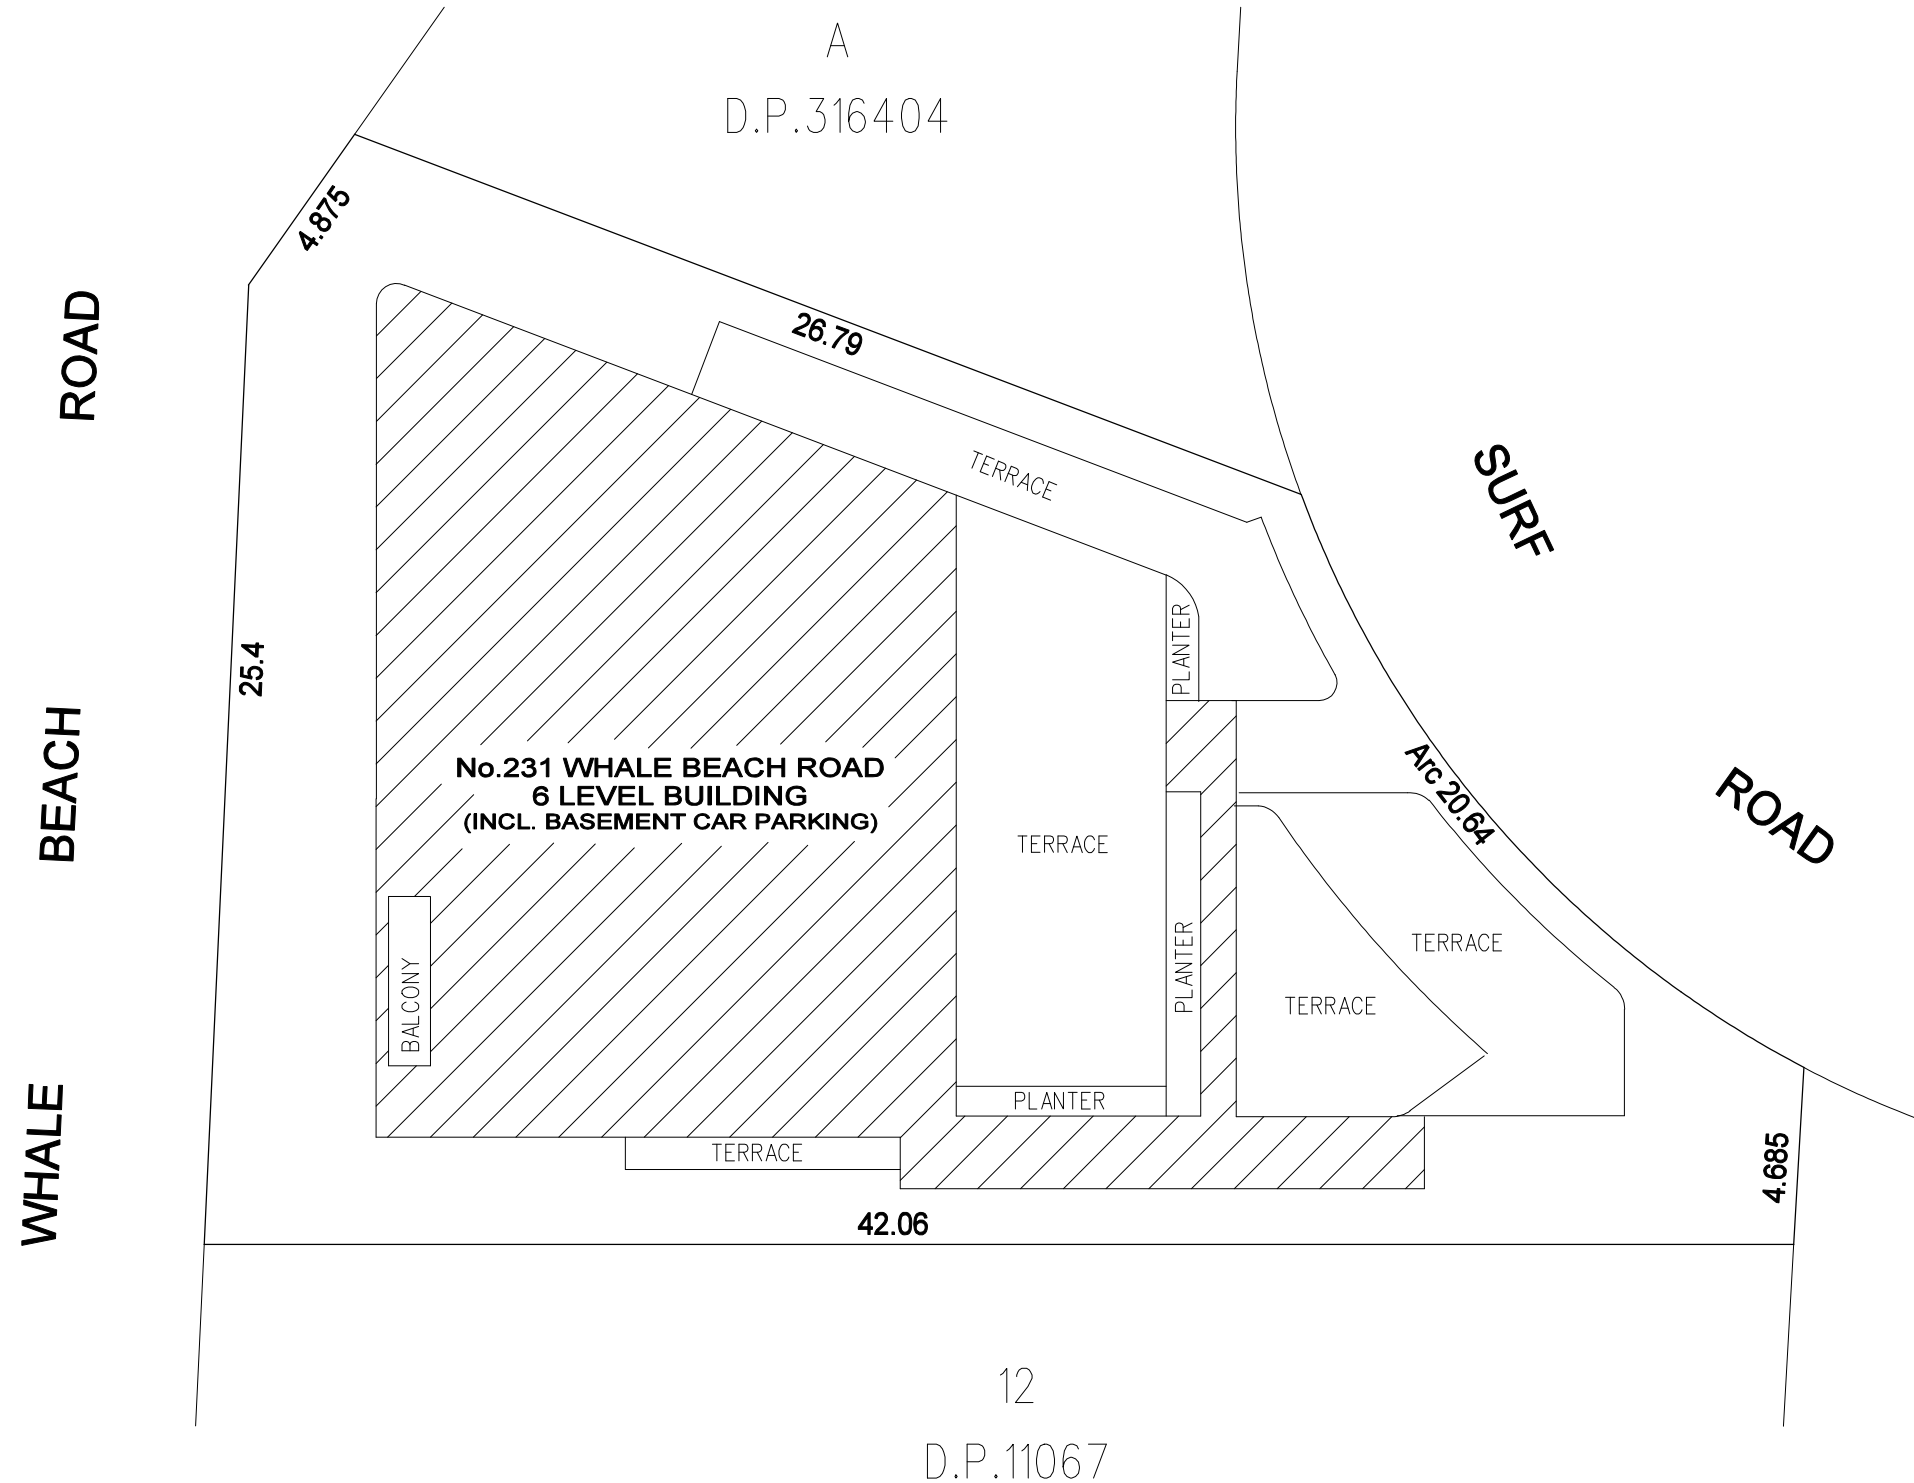 A
D.P.316404
4.875
26.79
WHALE BEACH ROAD
TERRACE
SURF ROAD
PLANTER
25.4
No.231 WHALE BEACH ROAD
6 LEVEL BUILDING
(INCL. BASEMENT CAR PARKING)
Arc 20.64
TERRACE
TERRACE
PLANTER
TERRACE
BALCONY
PLANTER
TERRACE
4.685
42.06
12
D.P.11067